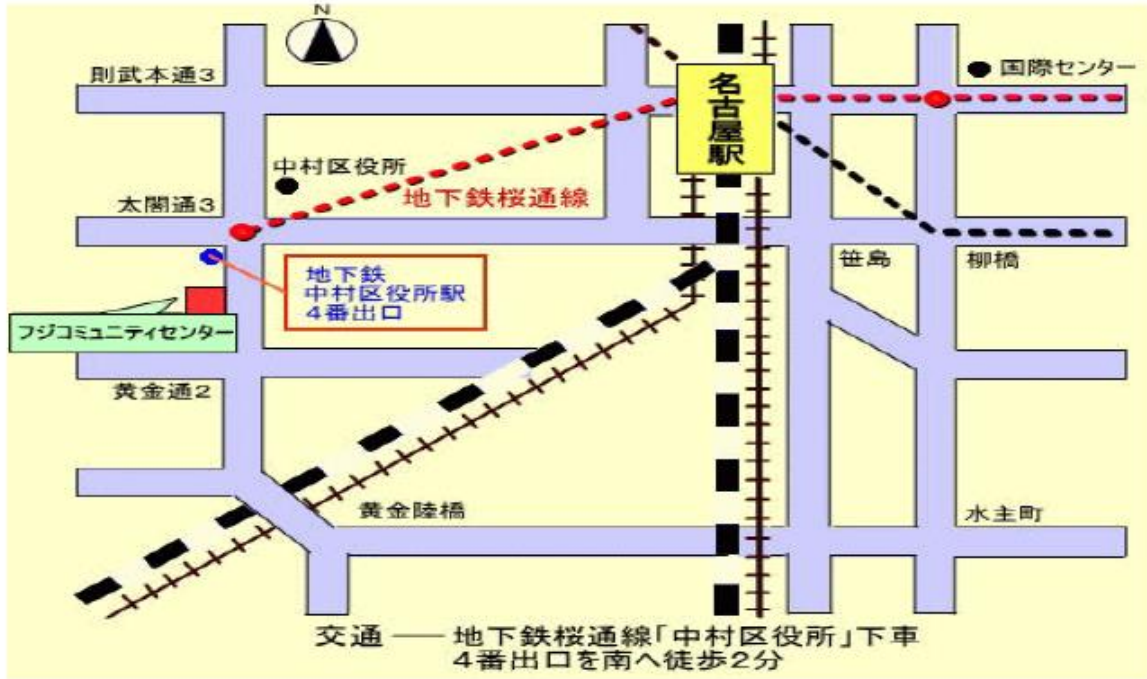 N
則武本通3
国際センター
名古屋駅
中村区役所
地下鉄桜通線
太閤通3
笹島
柳橋
地下鉄
中村区役所駅
4番出口
フジコミュニティセンター
黄金通2
黄金陸橋
水主町
交通 ── 地下鉄桜通線「中村区役所」下車
4番出口を南へ徒歩2分